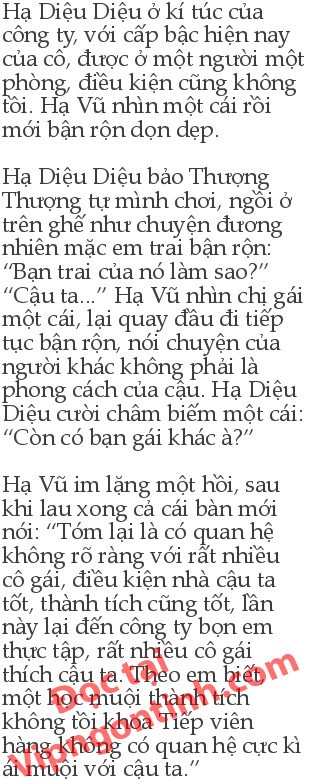 Hạ Diệu Diệu ở kí túc của
công ty, với cấp bậc hiện nay
của cô, được ở một người một
phòng, điều kiện cũng không
tồi. Hạ Vũ nhìn một cái rồi
mới bận rộn dọn dẹp.

Hạ Diệu Diệu bảo Thượng
Thượng tự mình chơi, ngồi ở
trên ghế như chuyện đương
nhiên mặc em trai bận rộn:
“Bạn trai của nó làm sao?”
“Cậu ta...” Hạ Vũ nhìn chị gái
một cái, lại quay đầu đi tiếp
tục bận rộn, nói chuyện của
người khác không phải là
phong cách của cậu. Hạ Diệu
Diệu cười châm biếm một cái:
“Còn có bạn gái khác à?”

Hạ Vũ im lặng một hồi, sau
khi lau xong cả cái bàn mới
nói: “Tóm lại là có quan hệ
không rõ ràng với rất nhiều
cô gái, điều kiện nhà cậu ta
tốt, thành tích cũng tốt, lần
này lại đến công ty bọn em
thực tập, rất nhiều cô gái
thích cậu ta. Theo em biết,
một học muội thành tích
không tồi khoa Tiếp viên
hàng không có quan hệ cực kì
ái muội với cậu ta.”
Đọc tại
Vipngontinh.com